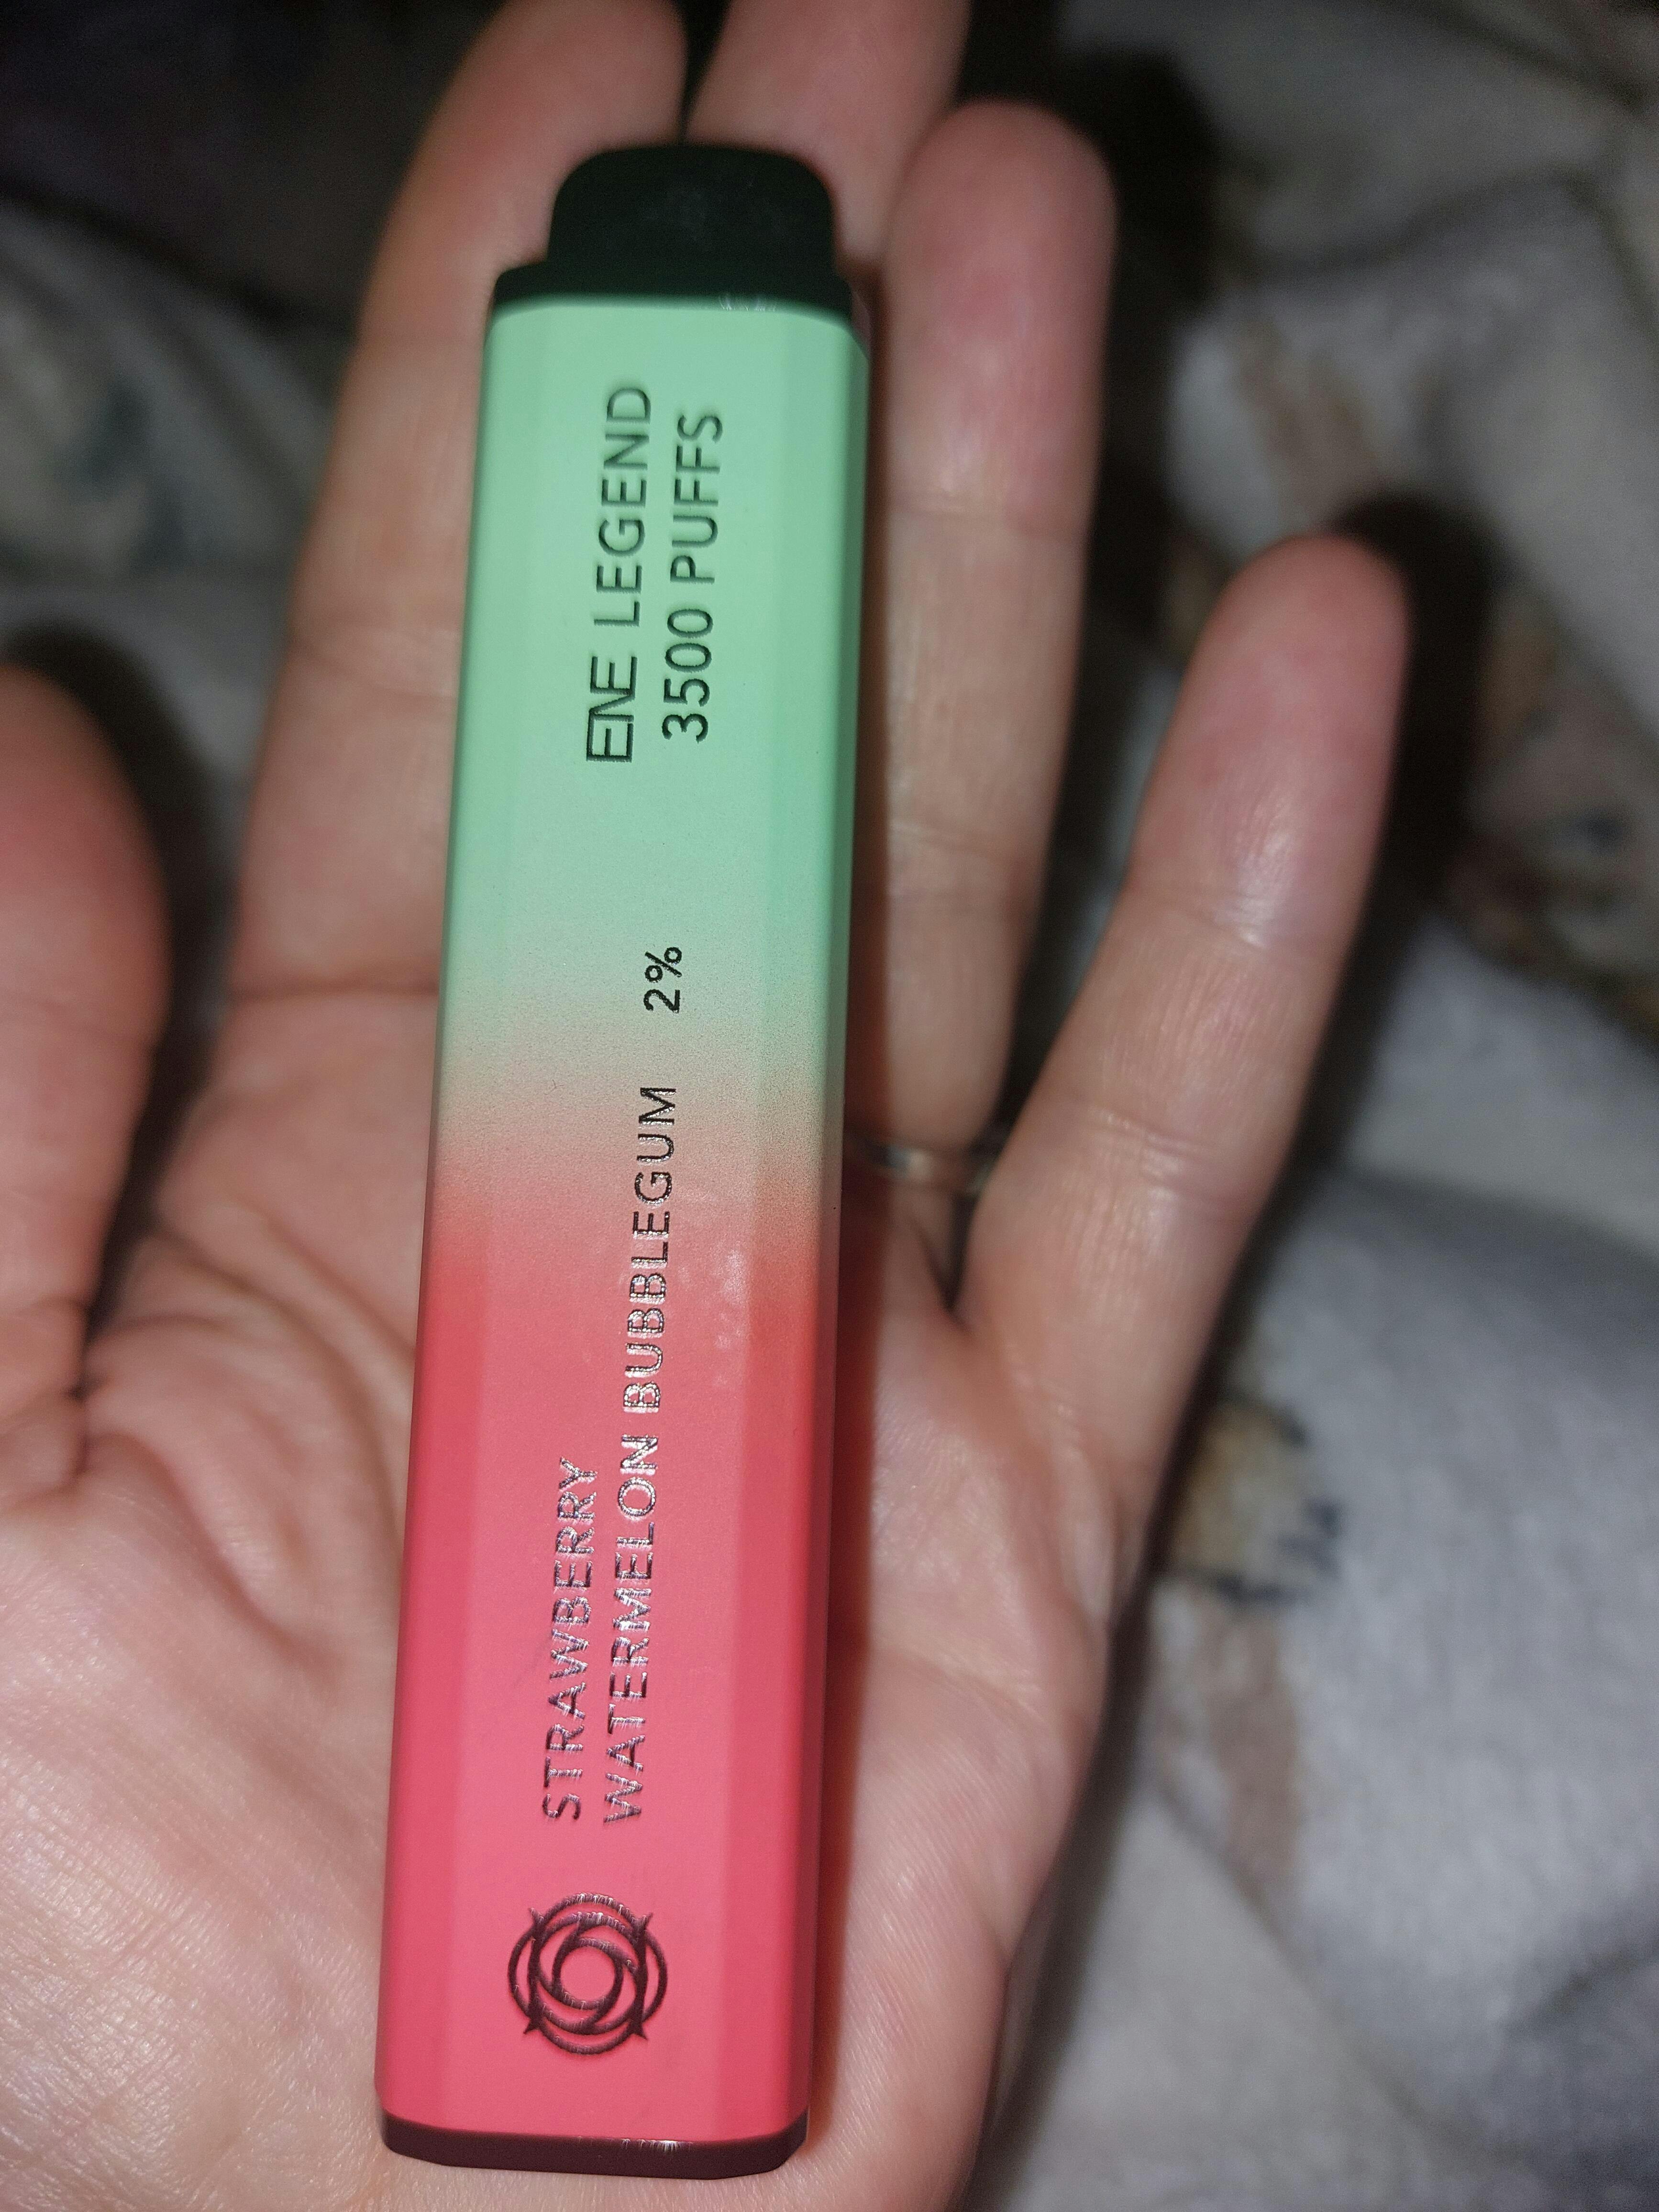 ENE LEGEND
3500 PUFFS
STRAWBERRY
WATERMELON BUBBLEGUM 2%